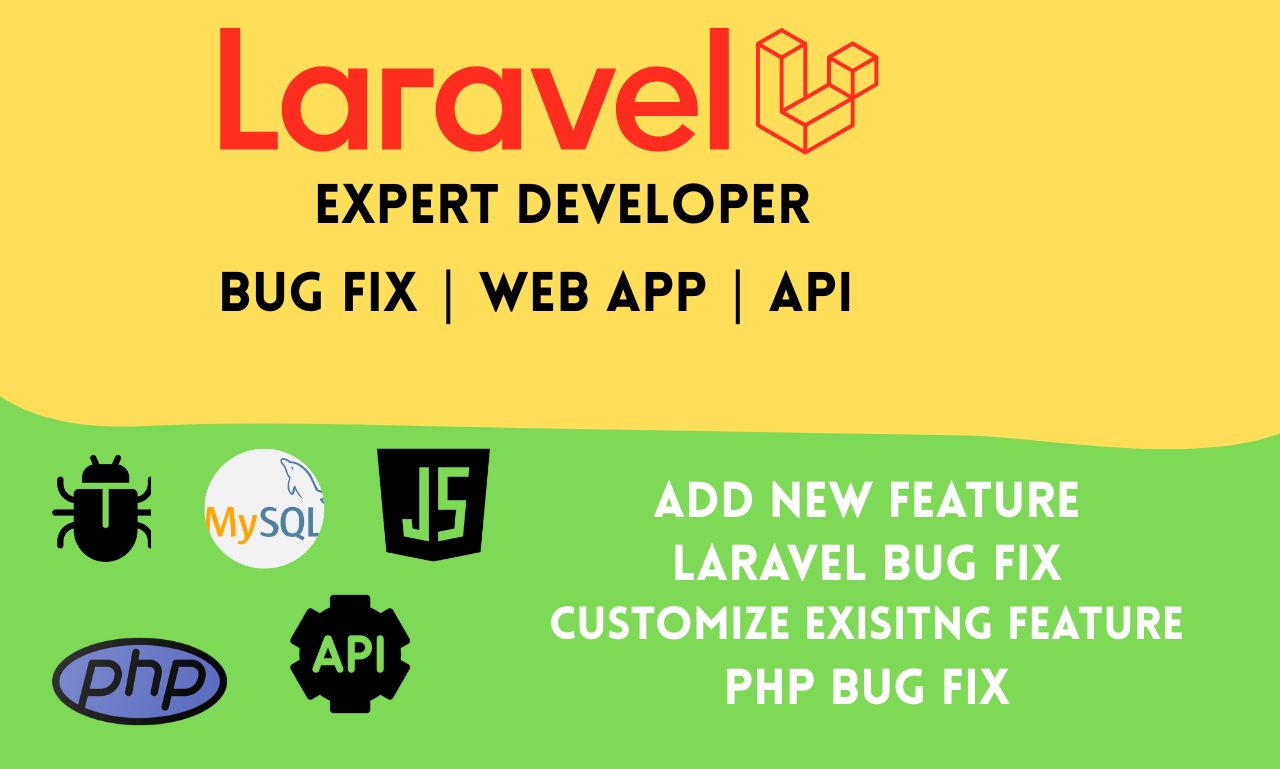 Laravel
EXPERT DEVELOPER
BUG FIX | WEB APP | API
MySQL
JS
ADD NEW FEATURE
LARAVEL BUG FIX
CUSTOMIZE EXISITNG FEATURE
PHP BUG FIX
API
php